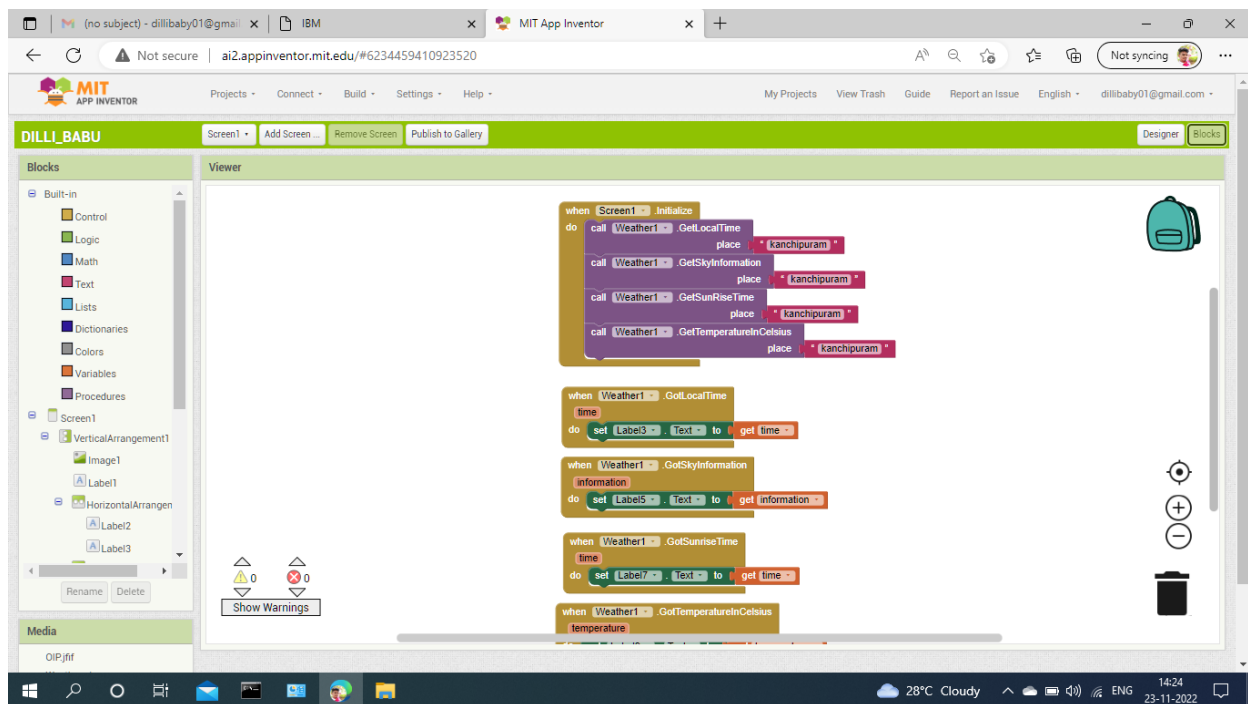 (no subject) - dillibaby01@gmail
IBM
MIT App Inventor
Not secure
ai2.appinventor.mit.edu/#6234459410923520
Not syncing
MIT
APP INVENTOR
Projects
Connect
Build
Settings
Help
My Projects
View Trash
Guide
Report an Issue
English
dillibaby01@gmail.com
DILLI_BABU
Screen1
Add Screen ...
Remove Screen
Publish to Gallery
Designer
Blocks
Blocks
Built-in
Control
Logic
Math
Text
Lists
Dictionaries
Colors
Variables
Procedures
Screen1
VerticalArrangement1
Image1
Label1
HorizontalArrangen
Label2
Label3
Rename
Delete
Media
OIP.jfif
Viewer
when Screen1 .Initialize
do call Weather1 .GetLocalTime
place " kanchipuram "
call Weather1 .GetSkyInformation
place " kanchipuram "
call Weather1 .GetSunRiseTime
place " kanchipuram "
call Weather1 .GetTemperatureInCelsius
place " kanchipuram "
when Weather1 .GotLocalTime
time
do set Label3 . Text to get time
when Weather1 .GotSkyInformation
information
do set Label5 . Text to get information
when Weather1 .GotSunriseTime
time
do set Label7 . Text to get time
when Weather1 .GotTemperatureInCelsius
temperature
0
0
Show Warnings
28°C Cloudy
ENG
14:24
23-11-2022